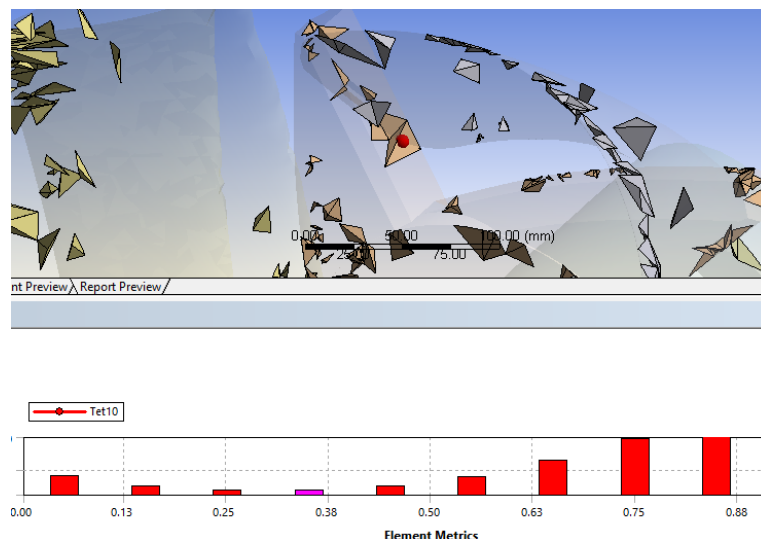 0.00 50.00 100.00 (mm)
25.00 75.00
nt Preview Report Preview
Tet10
0.00 0.13 0.25 0.38 0.50 0.63 0.75 0.88
Element Metrics